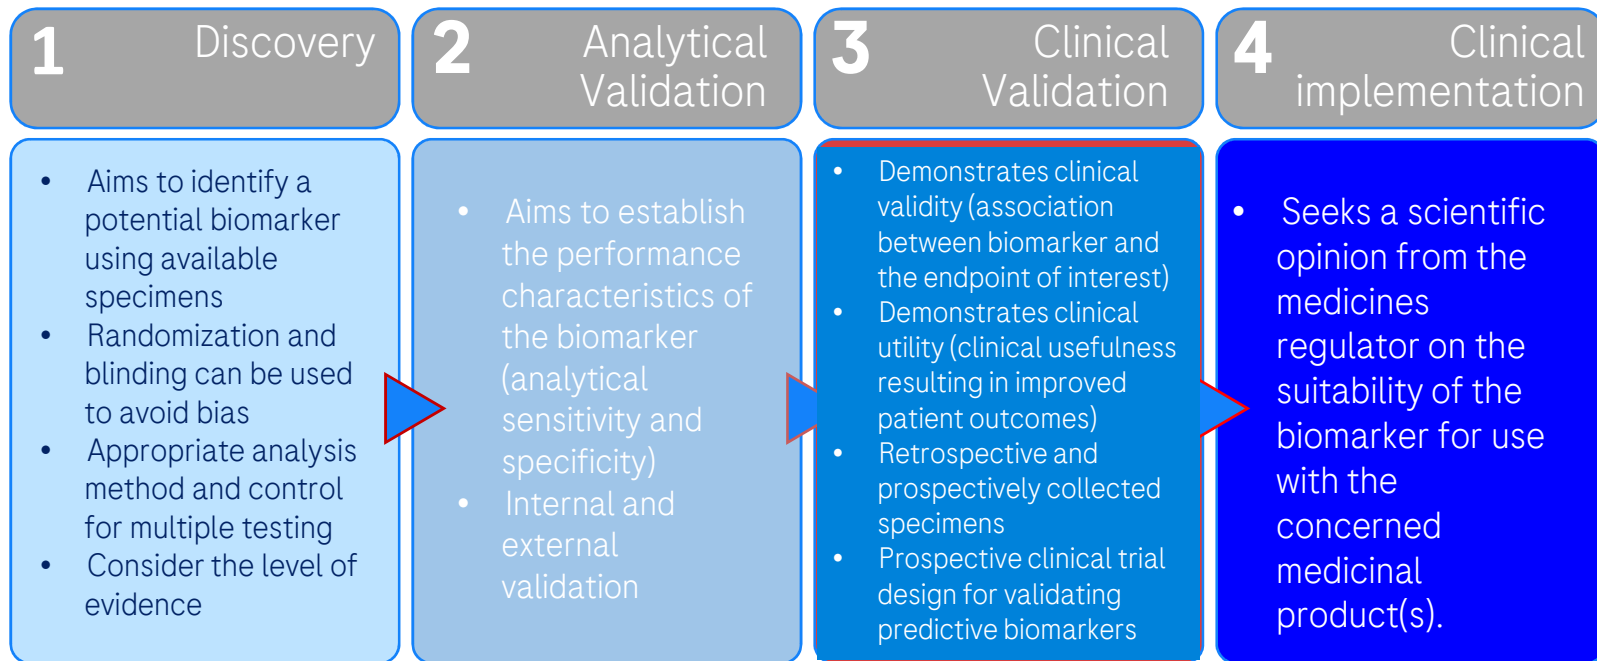 1 Discovery
• Aims to identify a
potential biomarker
using available
specimens
• Randomization and
blinding can be used
to avoid bias
• Appropriate analysis
method and control
for multiple testing
• Consider the level of
evidence
2 Analytical
Validation
• Aims to establish
the performance
characteristics of
the biomarker
(analytical
sensitivity and
specificity)
• Internal and
external
validation
3 Clinical
Validation
• Demonstrates clinical
validity (association
between biomarker and
the endpoint of interest)
• Demonstrates clinical
utility (clinical usefulness
resulting in improved
patient outcomes)
• Retrospective and
prospectively collected
specimens
• Prospective clinical trial
design for validating
predictive biomarkers
4 Clinical
implementation
• Seeks a scientific
opinion from the
medicines
regulator on the
suitability of the
biomarker for use
with the
concerned
medicinal
product(s).